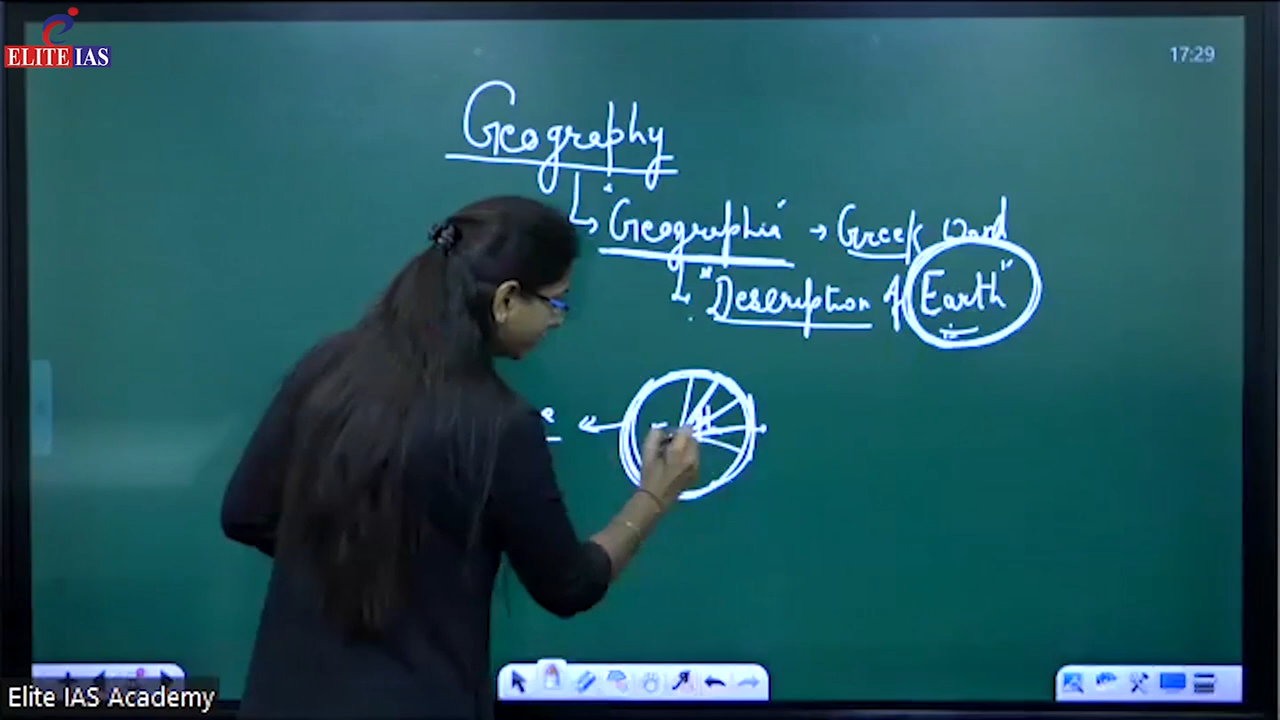 ELITE IAS
17:29
Geography
"Geographia" → Greek Word
"Description of Earth"
Elite IAS Academy